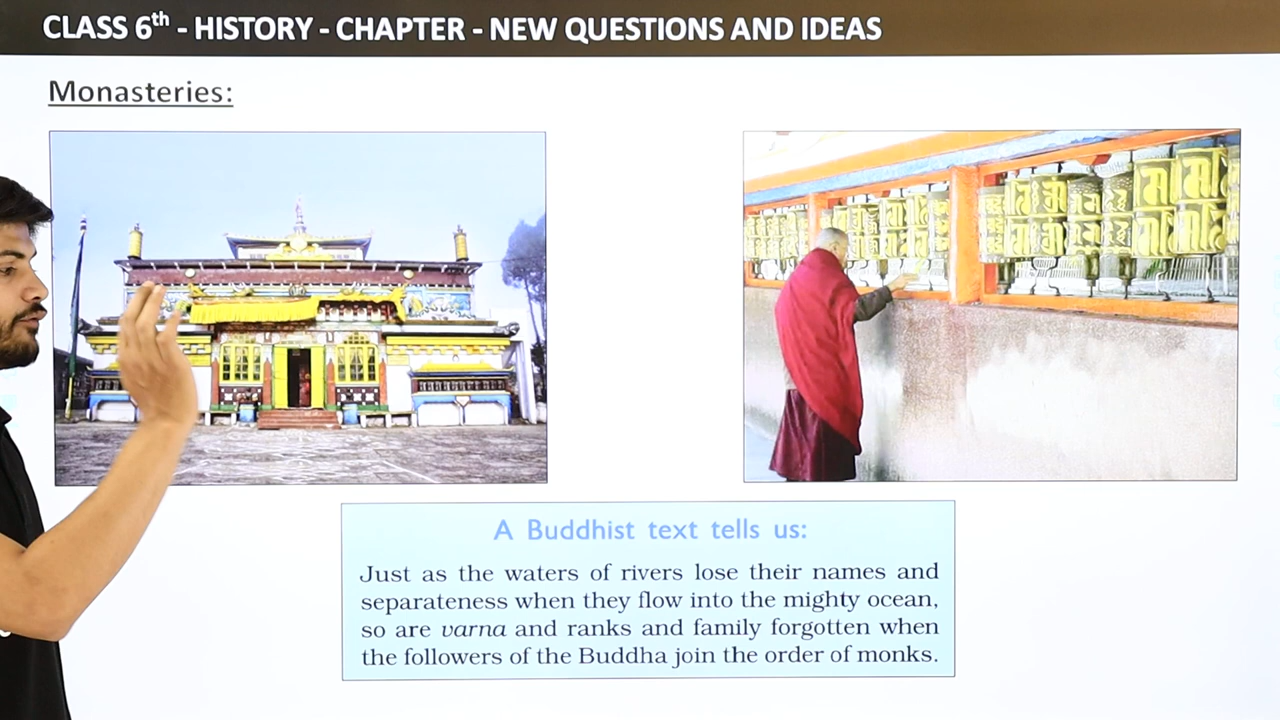 CLASS 6th - HISTORY - CHAPTER - NEW QUESTIONS AND IDEAS
Monasteries:
A Buddhist text tells us:
Just as the waters of rivers lose their names and
separateness when they flow into the mighty ocean,
so are varna and ranks and family forgotten when
the followers of the Buddha join the order of monks.